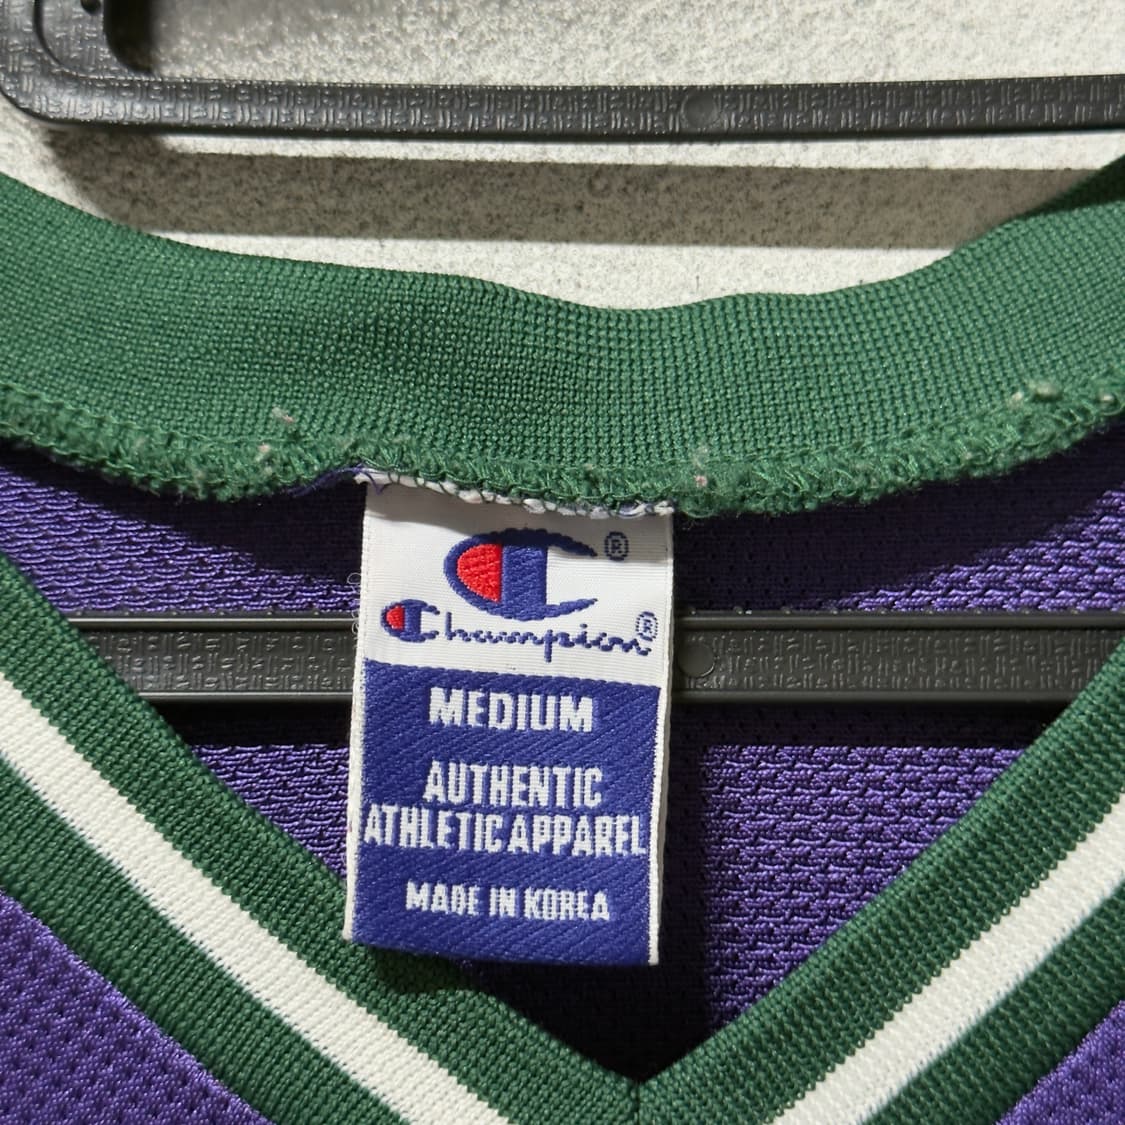 ®
Champion®
MEDIUM
AUTHENTIC
ATHLETIC APPAREL
MADE IN KOREA